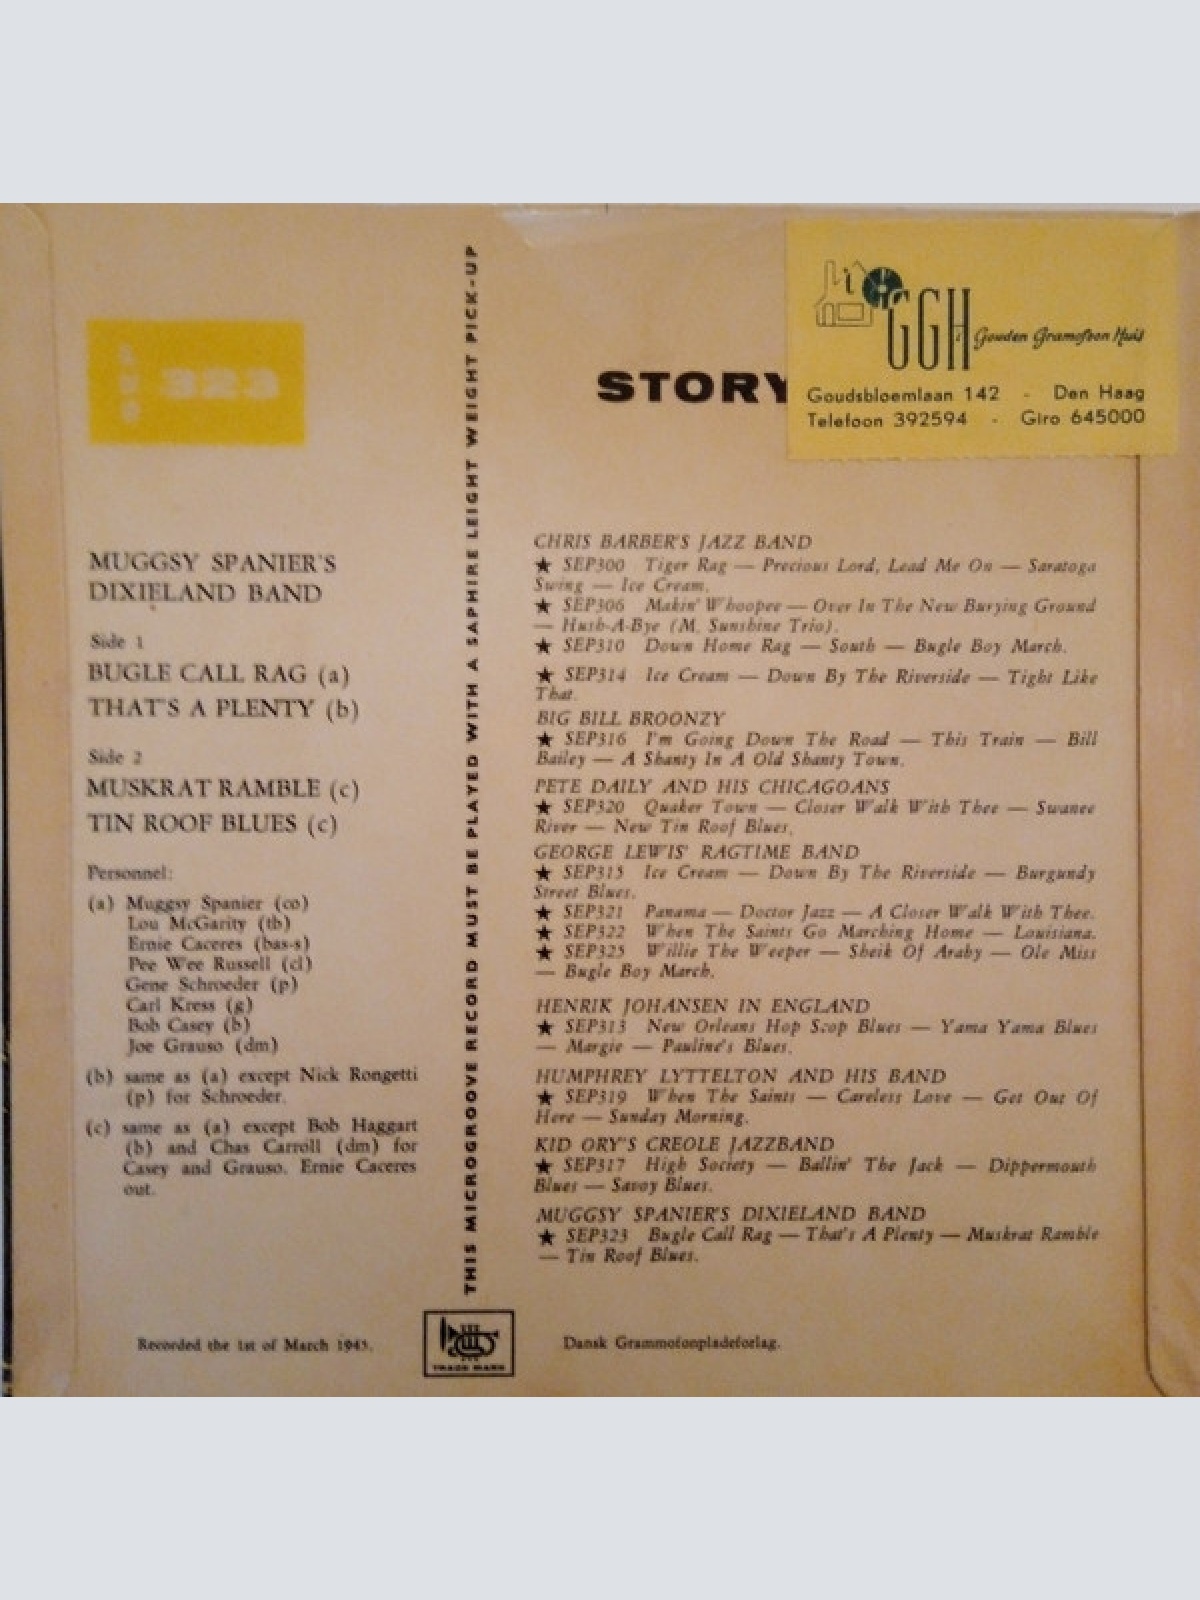 SEP
323
MUGGSY SPANIER'S
DIXIELAND BAND
Side 1
BUGLE CALL RAG (a)
THAT'S A PLENTY (b)
Side 2
MUSKRAT RAMBLE (c)
TIN ROOF BLUES (c)
Personnel:
(a) Muggsy Spanier (co)
Lou McGarity (tb)
Ernie Caceres (bas-s)
Pee Wee Russell (cl)
Gene Schroeder (p)
Carl Kress (g)
Bob Casey (b)
Joe Grauso (dm)
(b) same as (a) except Nick Rongetti
(p) for Schroeder.
(c) same as (a) except Bob Haggart
(b) and Chas Carroll (dm) for
Casey and Grauso. Ernie Caceres
out.
Recorded the 1st of March 1945.
THIS MICROGROOVE RECORD MUST BE PLAYED WITH A SAPHIRE LEIGHT WEIGHT PICK-UP
TRADE MARK
STORY
GGH
Gouden Gramofoon Huis
Goudsbloemlaan 142 - Den Haag
Telefoon 392594 - Giro 645000
CHRIS BARBER'S JAZZ BAND
★ SEP300 Tiger Rag — Precious Lord, Lead Me On — Saratoga
Swing — Ice Cream.
★ SEP306 Makin' Whoopee — Over In The New Burying Ground
— Hush-A-Bye (M. Sunshine Trio).
★ SEP310 Down Home Rag — South — Bugle Boy March.
★ SEP314 Ice Cream — Down By The Riverside — Tight Like
That.
BIG BILL BROONZY
★ SEP316 I'm Going Down The Road — This Train — Bill
Bailey — A Shanty In A Old Shanty Town.
PETE DAILY AND HIS CHICAGOANS
★ SEP320 Quaker Town — Closer Walk With Thee — Swanee
River — New Tin Roof Blues.
GEORGE LEWIS' RAGTIME BAND
★ SEP315 Ice Cream — Down By The Riverside — Burgundy
Street Blues.
★ SEP321 Panama — Doctor Jazz — A Closer Walk With Thee.
★ SEP322 When The Saints Go Marching Home — Louisiana.
★ SEP325 Willie The Weeper — Sheik Of Araby — Ole Miss
— Bugle Boy March.
HENRIK JOHANSEN IN ENGLAND
★ SEP313 New Orleans Hop Scop Blues — Yama Yama Blues
— Margie — Pauline's Blues.
HUMPHREY LYTTELTON AND HIS BAND
★ SEP319 When The Saints — Careless Love — Get Out Of
Here — Sunday Morning.
KID ORY'S CREOLE JAZZBAND
★ SEP317 High Society — Ballin' The Jack — Dippermouth
Blues — Savoy Blues.
MUGGSY SPANIER'S DIXIELAND BAND
★ SEP323 Bugle Call Rag — That's A Plenty — Muskrat Ramble
— Tin Roof Blues.
Dansk Grammofonpladeforlag.